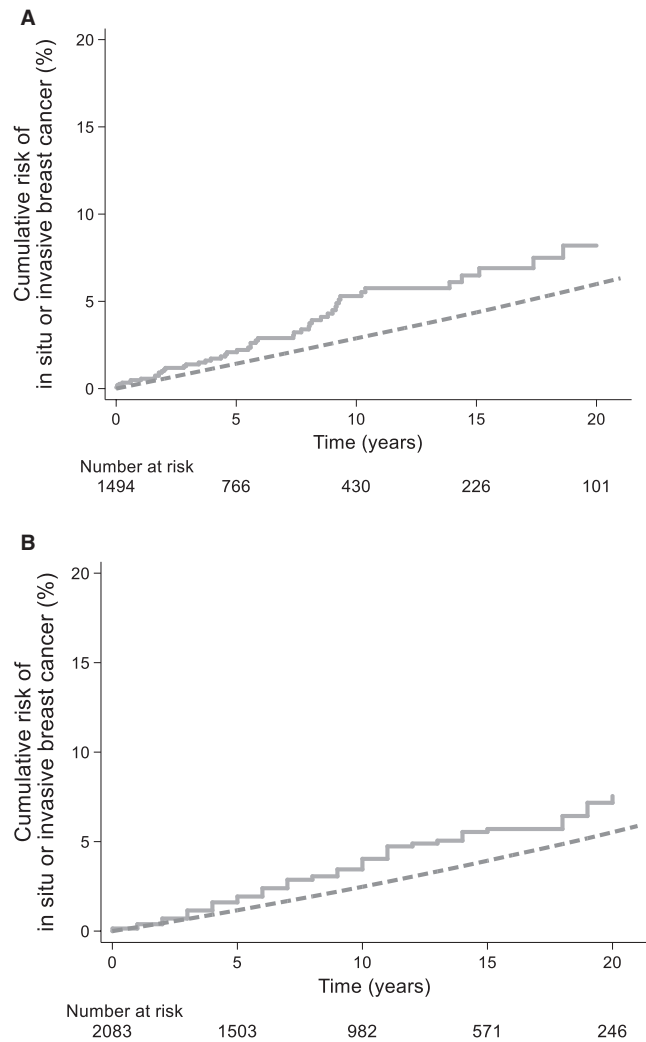 A
Cumulative risk of
in situ or invasive breast cancer (%)
20
15
10
5
0
0 5 10 15 20
Time (years)
Number at risk
1494 766 430 226 101
B
Cumulative risk of
in situ or invasive breast cancer (%)
20
15
10
5
0
0 5 10 15 20
Time (years)
Number at risk
2083 1503 982 571 246